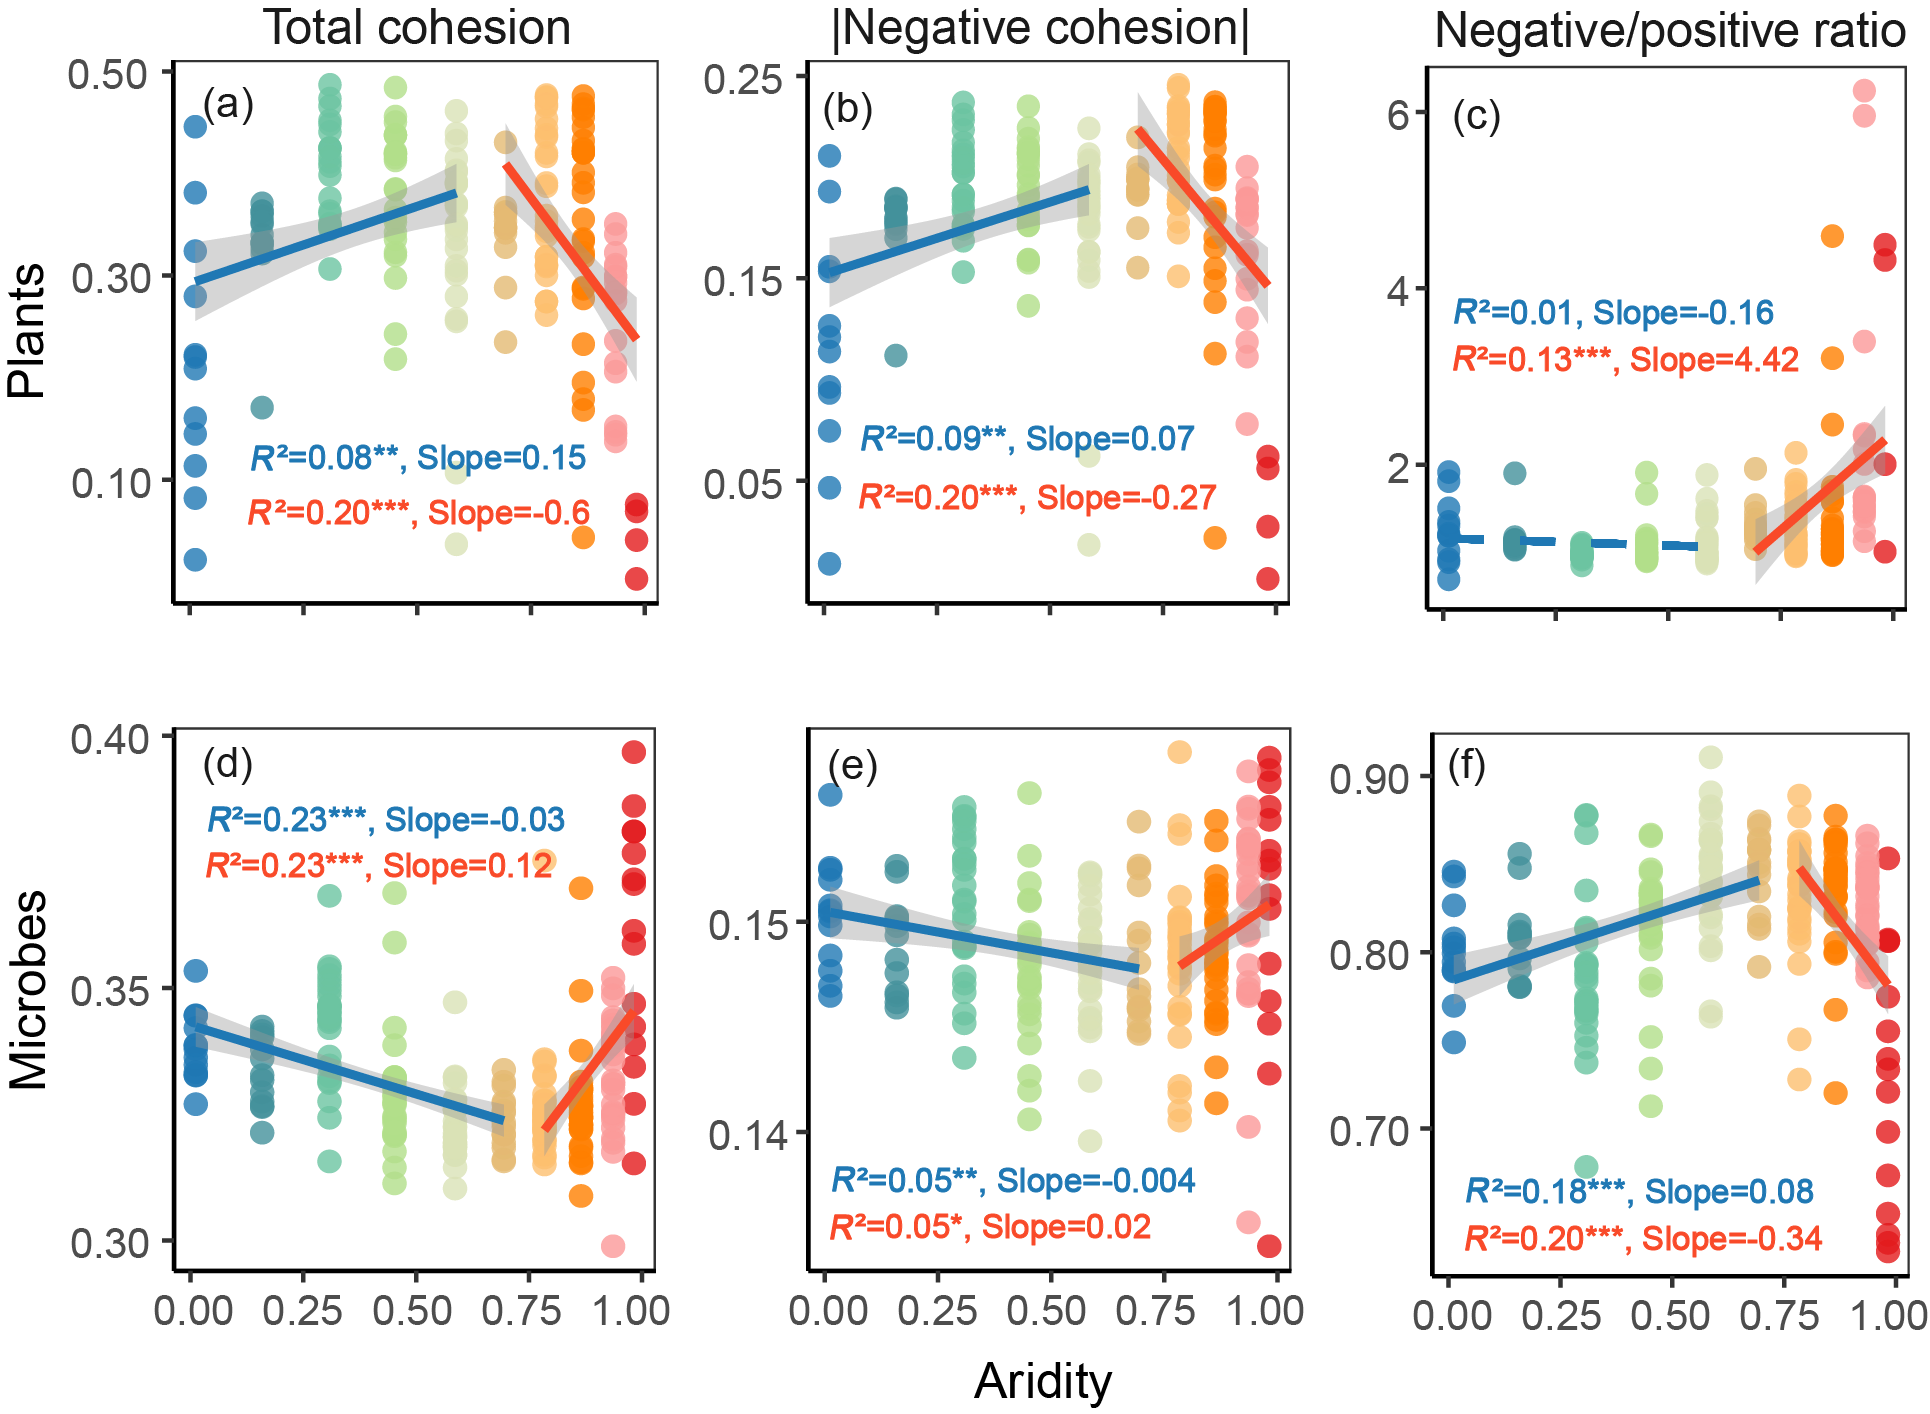 Total cohesion
|Negative cohesion|
Negative/positive ratio
Plants
0.50
0.30
0.10
(a)
R²=0.08**, Slope=0.15
R²=0.20***, Slope=-0.6
0.25
0.15
0.05
(b)
R²=0.09**, Slope=0.07
R²=0.20***, Slope=-0.27
6
4
2
(c)
R²=0.01, Slope=-0.16
R²=0.13***, Slope=4.42
Microbes
0.40
0.35
0.30
(d)
R²=0.23***, Slope=-0.03
R²=0.23***, Slope=0.12
0.00 0.25 0.50 0.75 1.00
0.15
0.14
(e)
R²=0.05**, Slope=-0.004
R²=0.05*, Slope=0.02
0.00 0.25 0.50 0.75 1.00
0.90
0.80
0.70
(f)
R²=0.18***, Slope=0.08
R²=0.20***, Slope=-0.34
0.00 0.25 0.50 0.75 1.00
Aridity